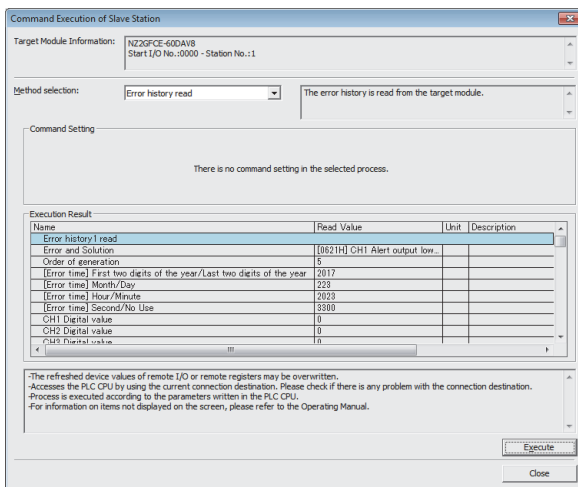 Command Execution of Slave Station
Target Module Information:
NZ2GFCE-60DAV8
Start I/O No.:0000 - Station No.:1
Method selection:
Error history read
The error history is read from the target module.
Command Setting
There is no command setting in the selected process.
Execution Result
Name Read Value Unit Description
Error history1 read
Error and Solution [0621H] CH1 Alert output low...
Order of generation 5
[Error time] First two digits of the year/Last two digits of the year 2017
[Error time] Month/Day 223
[Error time] Hour/Minute 2023
[Error time] Second/No Use 3300
CH1 Digital value 0
CH2 Digital value 0
CH3 Digital value 0
-The refreshed device values of remote I/O or remote registers may be overwritten.
-Accesses the PLC CPU by using the current connection destination. Please check if there is any problem with the connection destination.
-Process is executed according to the parameters written in the PLC CPU.
-For information on items not displayed on the screen, please refer to the Operating Manual.
Execute
Close